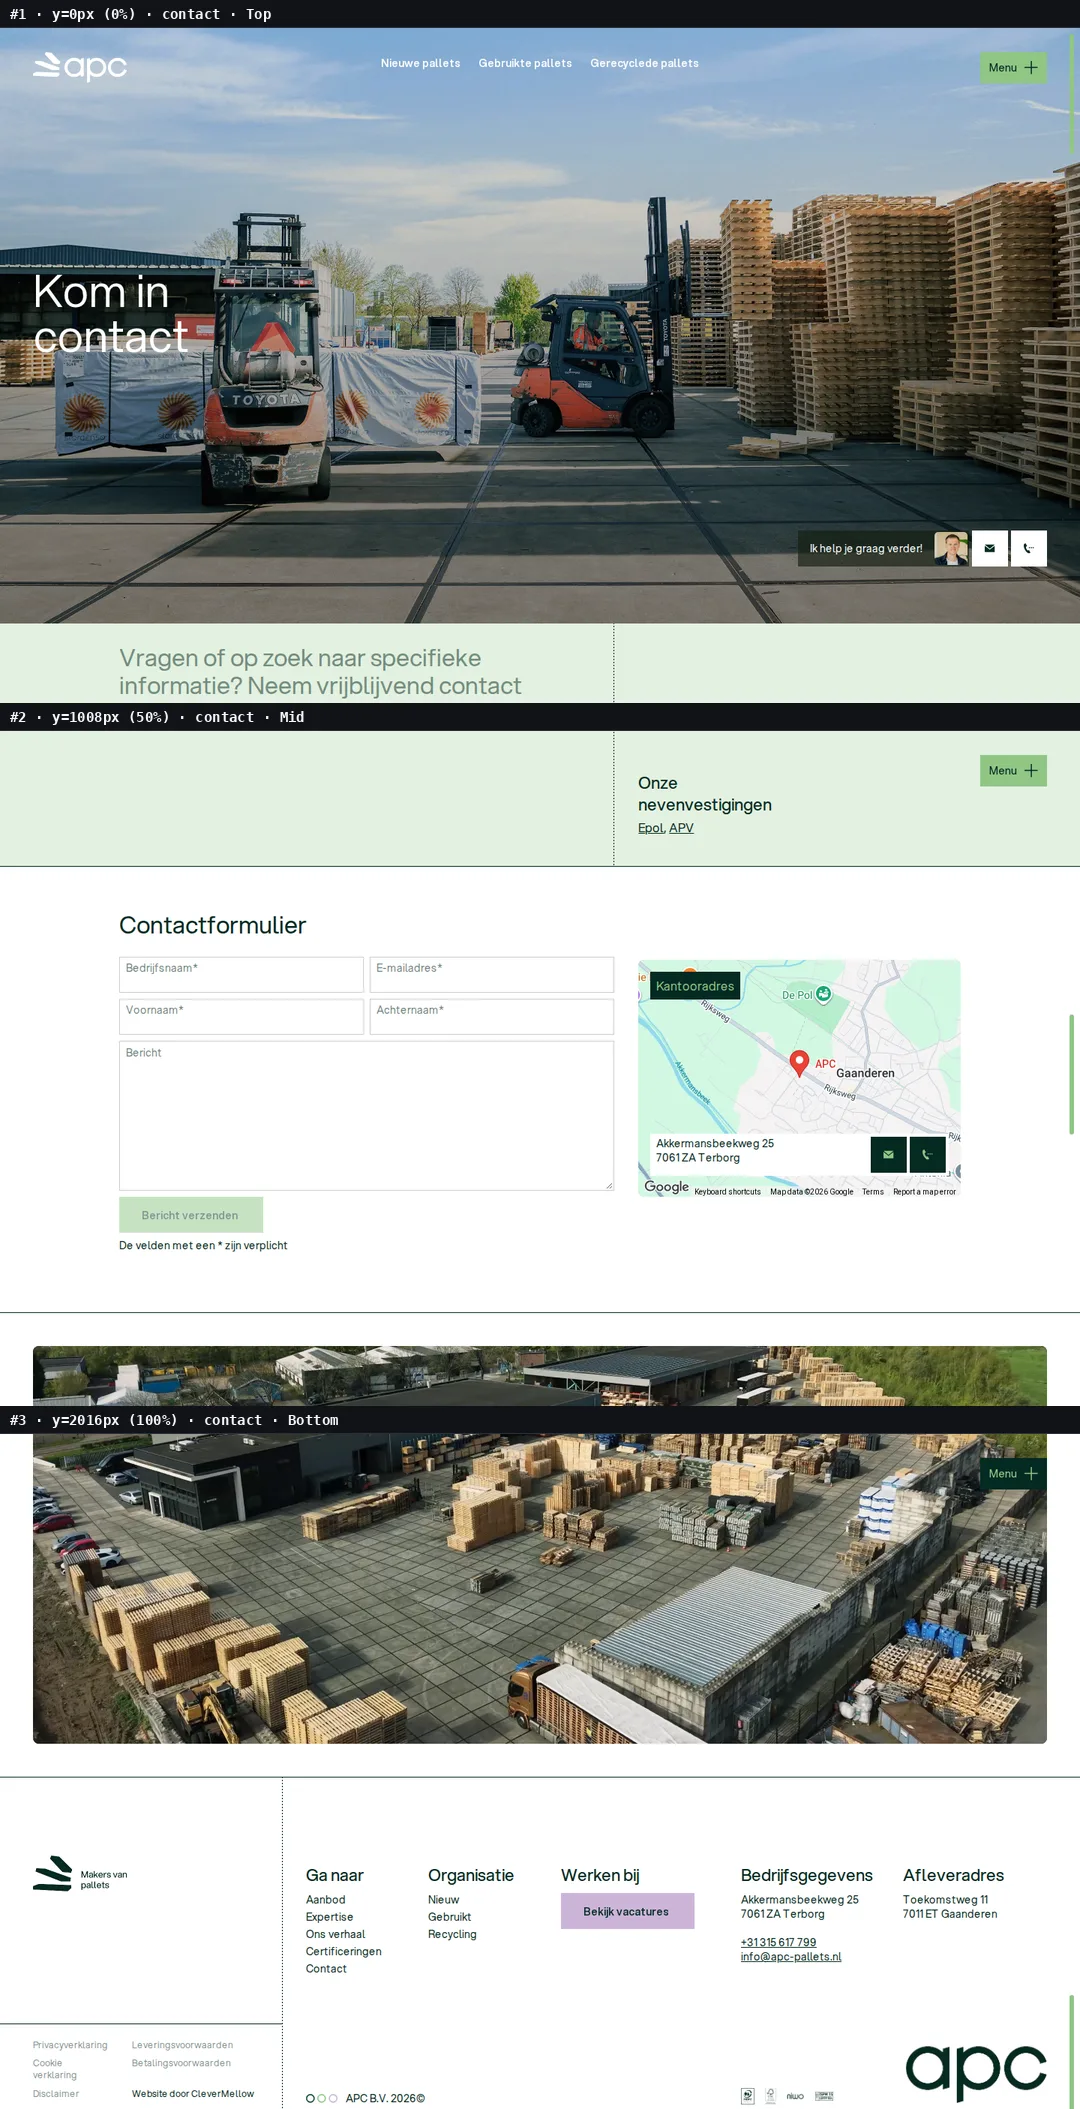 #1 · y=0px (0%) · contact · Top
apc
Nieuwe pallets
Gebruikte pallets
Gerecyclede pallets
Menu
Kom in
contact
TOYOTA
Ik help je graag verder!
Vragen of op zoek naar specifieke
informatie? Neem vrijblijvend contact
#2 · y=1008px (50%) · contact · Mid
Onze
nevenvestigingen
Epol, APV
Menu
Contactformulier
Bedrijfsnaam*
E-mailadres*
Voornaam*
Achternaam*
Bericht
Bericht verzenden
De velden met een * zijn verplicht
Kantooradres
De Pol
Rijksweg
Akkermansbeek
APC
Gaanderen
Rijksweg
Akkermansbeekweg 25
7061 ZA Terborg
Google
Keyboard shortcuts
Map data ©2026 Google
Terms
Report a map error
#3 · y=2016px (100%) · contact · Bottom
Menu
Makers van
pallets
Ga naar
Aanbod
Expertise
Ons verhaal
Certificeringen
Contact
Organisatie
Nieuw
Gebruikt
Recycling
Werken bij
Bekijk vacatures
Bedrijfsgegevens
Akkermansbeekweg 25
7061 ZA Terborg
+31 315 617 799
info@apc-pallets.nl
Afleveradres
Toekomstweg 11
7011 ET Gaanderen
Privacyverklaring
Leveringsvoorwaarden
Cookie
verklaring
Betalingsvoorwaarden
Disclaimer
Website door CleverMellow
APC B.V. 2026©
niwo
apc